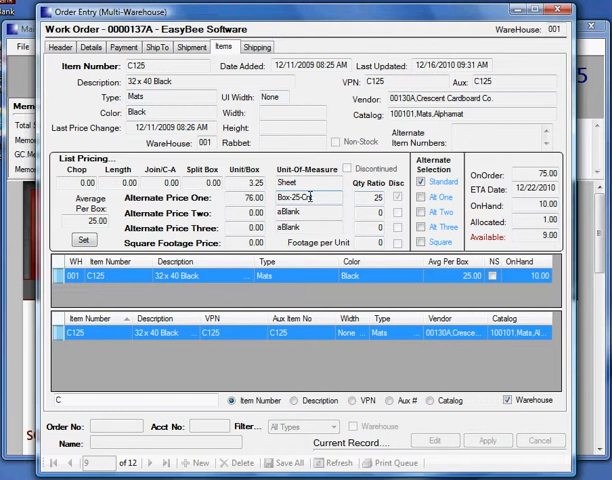 Order Entry (Multi-Warehouse)
Work Order - 0000137A - EasyBee Software
WareHouse: 001
Header Details Payment ShipTo Shipment Items Shipping
File
Item Number: C125 Date Added: 12/11/2009 08:25 AM Last Updated: 12/16/2010 09:31 AM
Description: 32 x 40 Black VPN: C125 Aux: C125
Type: Mats UI Width: None Vendor: 00130A,Crescent Cardboard Co.
Color: Black Width: Catalog: 100101,Mats,Alphamat
Last Price Change: 12/11/2009 08:26 AM Height: Alternate Item Numbers:
WareHouse: 001 Rabbet: Non-Stock
List Pricing... Unit-Of-Measure Discontinued Alternate Selection
Chop Length Join/C-A Split Box Unit/Box Qty Ratio Disc
0.00 0.00 0.00 0.00 3.25 Sheet Standard
OnOrder: 75.00
Average Per Box: 25.00
Alternate Price One: 76.00 Box-25-Cn 25 Alt One
ETA Date: 12/22/2010
Alternate Price Two: 0.00 aBlank 0 Alt Two
OnHand: 10.00
Alternate Price Three: 0.00 aBlank 0 Alt Three
Allocated: 1.00
Set Square Footage Price: 0.00 Footage per Unit 0 Square
Available: 9.00
WH Item Number Description Type Color Avg Per Box NS OnHand
001 C125 32 x 40 Black ... Mats Black 25.00 10.00
Item Number Description VPN Aux Item No Width Type Vendor Catalog
C125 32 x 40 Black ... C125 C125 None ... Mats 00130A,Cresce... 100101,Mats,Al...
C Item Number Description VPN Aux # Catalog Warehouse
Order No: Acct No: Filter... All Types Warehouse
Name: Current Record.... Edit Apply Cancel
9 of 12 New Delete Save All Refresh Print Queue